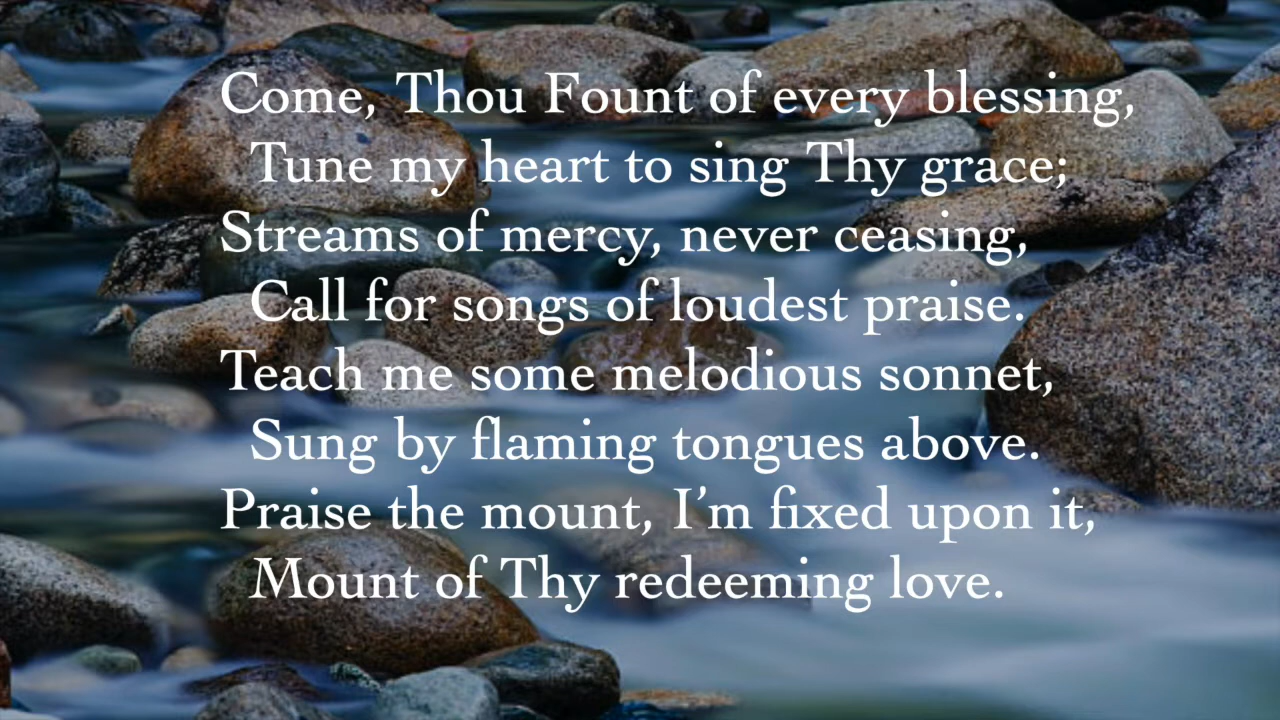 Come, Thou Fount of every blessing,
Tune my heart to sing Thy grace;
Streams of mercy, never ceasing,
Call for songs of loudest praise.
Teach me some melodious sonnet,
Sung by flaming tongues above.
Praise the mount, I’m fixed upon it,
Mount of Thy redeeming love.